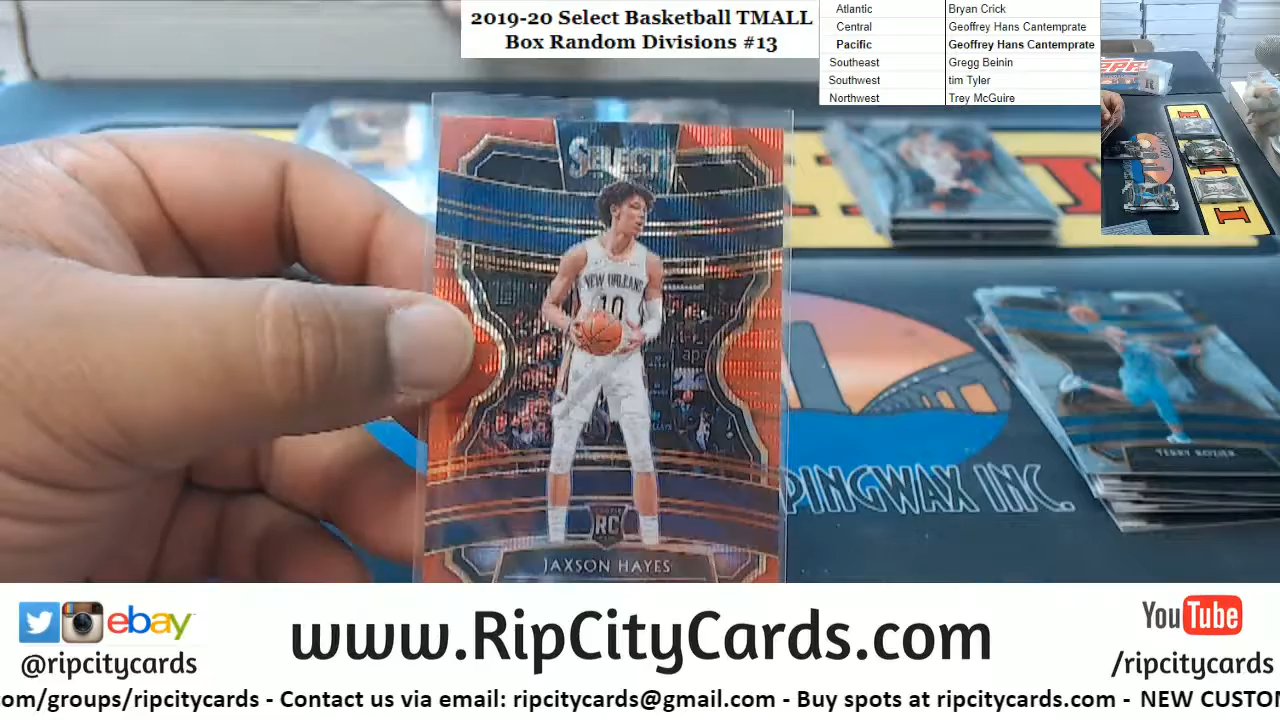 2019-20 Select Basketball TMALL
Box Random Divisions #13
Atlantic Bryan Crick
Central Geoffrey Hans Cantemprate
Pacific Geoffrey Hans Cantemprate
Southeast Gregg Beinin
Southwest tim Tyler
Northwest Trey McGuire
SELECT
NEW ORLEANS
10
RC
JAXSON HAYES
TERRY ROZIER
PINGWAX INC.
ebay
@ripcitycards
www.RipCityCards.com
YouTube
/ripcitycards
om/groups/ripcitycards - Contact us via email: ripcitycards@gmail.com - Buy spots at ripcitycards.com - NEW CUSTO